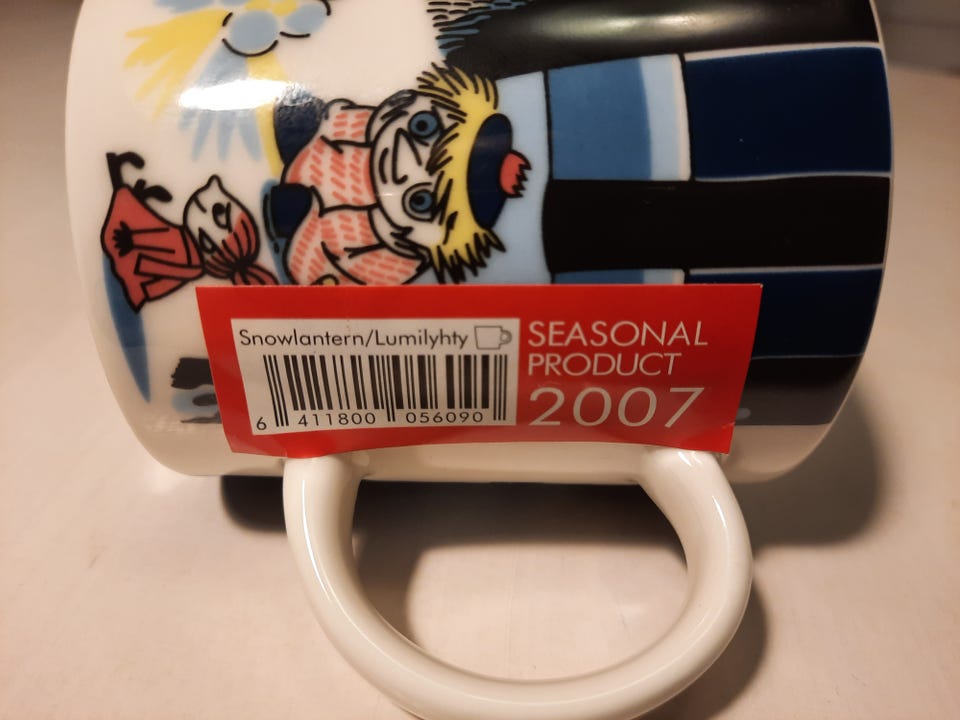 Snowlantern/Lumilyhty
6 411800 056090
SEASONAL
PRODUCT
2007